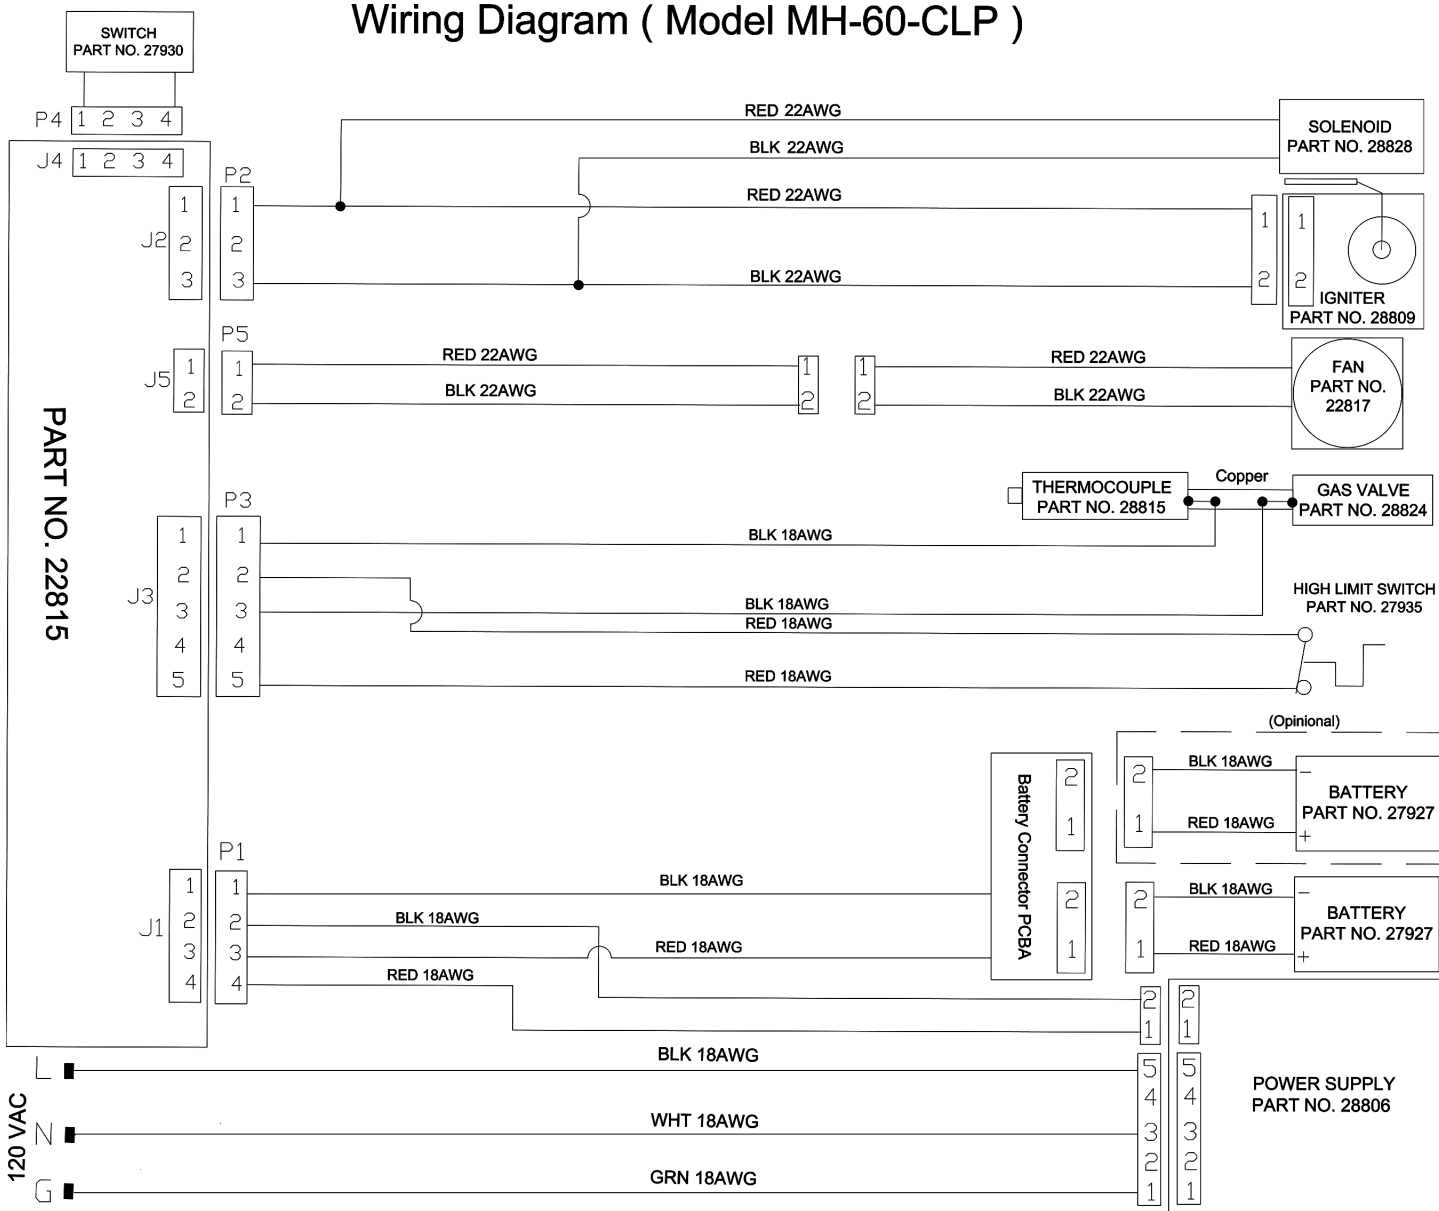 Wiring Diagram ( Model MH-60-CLP )
SWITCH
PART NO. 27930
P4 1 2 3 4
J4 1 2 3 4
RED 22AWG
BLK 22AWG
SOLENOID
PART NO. 28828
P2
J2
1
2
3
1
2
3
RED 22AWG
BLK 22AWG
1
2
1
2
IGNITER
PART NO. 28809
P5
J5
1
2
1
2
RED 22AWG
BLK 22AWG
1
2
1
2
RED 22AWG
BLK 22AWG
FAN
PART NO.
22817
PART NO. 22815
THERMOCOUPLE
PART NO. 28815
Copper
GAS VALVE
PART NO. 28824
P3
J3
1
2
3
4
5
1
2
3
4
5
BLK 18AWG
BLK 18AWG
RED 18AWG
RED 18AWG
HIGH LIMIT SWITCH
PART NO. 27935
(Opinional)
Battery Connector PCBA
2
1
2
1
2
1
BLK 18AWG
RED 18AWG
−
+
BATTERY
PART NO. 27927
2
1
BLK 18AWG
RED 18AWG
−
+
BATTERY
PART NO. 27927
P1
J1
1
2
3
4
1
2
3
4
BLK 18AWG
BLK 18AWG
RED 18AWG
RED 18AWG
2
1
2
1
120 VAC
L
N
G
BLK 18AWG
WHT 18AWG
GRN 18AWG
5
4
3
2
1
5
4
3
2
1
POWER SUPPLY
PART NO. 28806